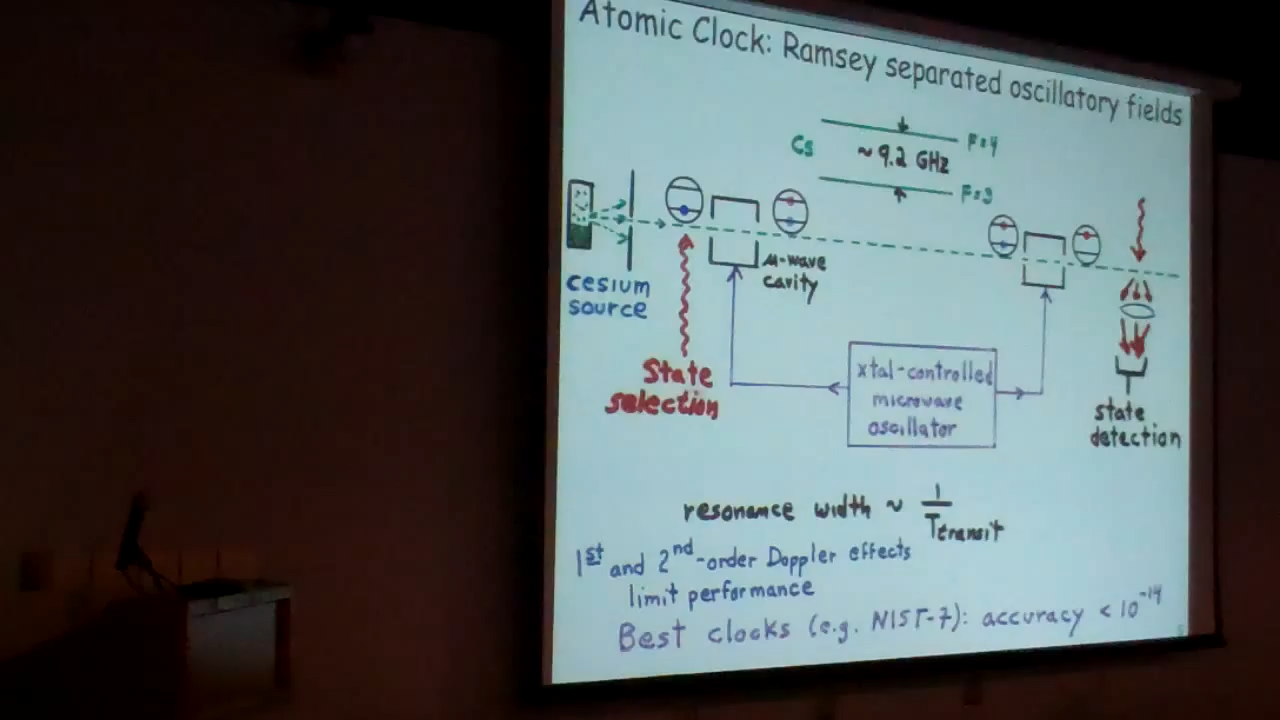 Atomic Clock: Ramsey separated oscillatory fields
Cs
F=4
~ 9.2 GHz
F=3
cesium
source
μ-wave
cavity
State
selection
xtal-controlled
microwave
oscillator
state
detection
resonance width ~ 1
Ttransit
1st and 2nd-order Doppler effects
limit performance
Best clocks (e.g. NIST-7): accuracy < 10^-14